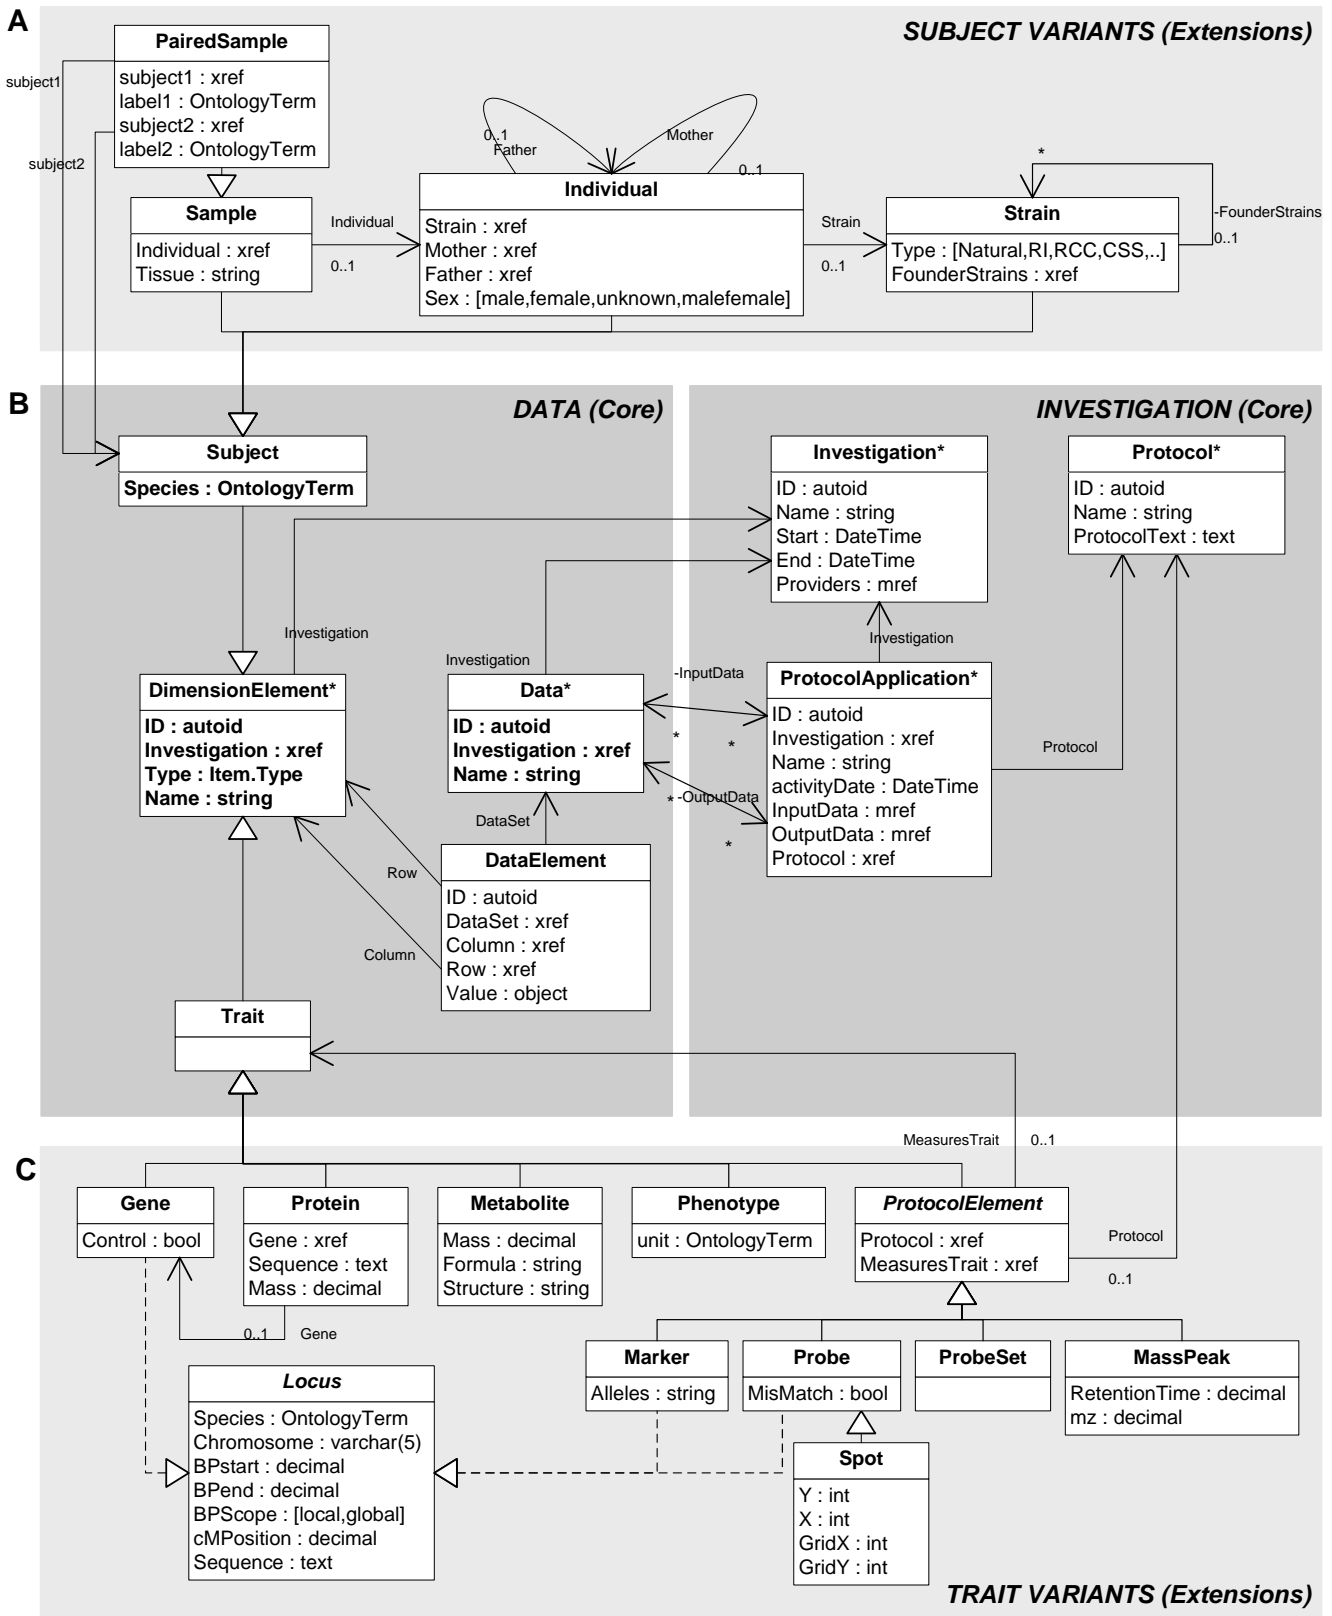 A
SUBJECT VARIANTS (Extensions)
PairedSample
subject1 : xref
label1 : OntologyTerm
subject2 : xref
label2 : OntologyTerm
subject1
subject2
0..1
Father
Mother
0..1
Sample
Individual : xref
Tissue : string
Individual
0..1
Individual
Strain : xref
Mother : xref
Father : xref
Sex : [male,female,unknown,malefemale]
Strain
0..1
*
Strain
Type : [Natural,RI,RCC,CSS,..]
FounderStrains : xref
-FounderStrains
0..1
B
DATA (Core)
INVESTIGATION (Core)
Subject
Species : OntologyTerm
Investigation*
ID : autoid
Name : string
Start : DateTime
End : DateTime
Providers : mref
Protocol*
ID : autoid
Name : string
ProtocolText : text
Investigation
Investigation
Investigation
DimensionElement*
ID : autoid
Investigation : xref
Type : Item.Type
Name : string
Data*
ID : autoid
Investigation : xref
Name : string
-InputData
*
*
-OutputData
*
*
ProtocolApplication*
ID : autoid
Investigation : xref
Name : string
activityDate : DateTime
InputData : mref
OutputData : mref
Protocol : xref
Protocol
DataSet
Row
Column
DataElement
ID : autoid
DataSet : xref
Column : xref
Row : xref
Value : object
Trait
MeasuresTrait
0..1
C
Gene
Control : bool
Protein
Gene : xref
Sequence : text
Mass : decimal
Metabolite
Mass : decimal
Formula : string
Structure : string
Phenotype
unit : OntologyTerm
ProtocolElement
Protocol : xref
MeasuresTrait : xref
Protocol
0..1
0..1
Gene
Locus
Species : OntologyTerm
Chromosome : varchar(5)
BPstart : decimal
BPend : decimal
BPScope : [local,global]
cMPosition : decimal
Sequence : text
Marker
Alleles : string
Probe
MisMatch : bool
ProbeSet
MassPeak
RetentionTime : decimal
mz : decimal
Spot
Y : int
X : int
GridX : int
GridY : int
TRAIT VARIANTS (Extensions)